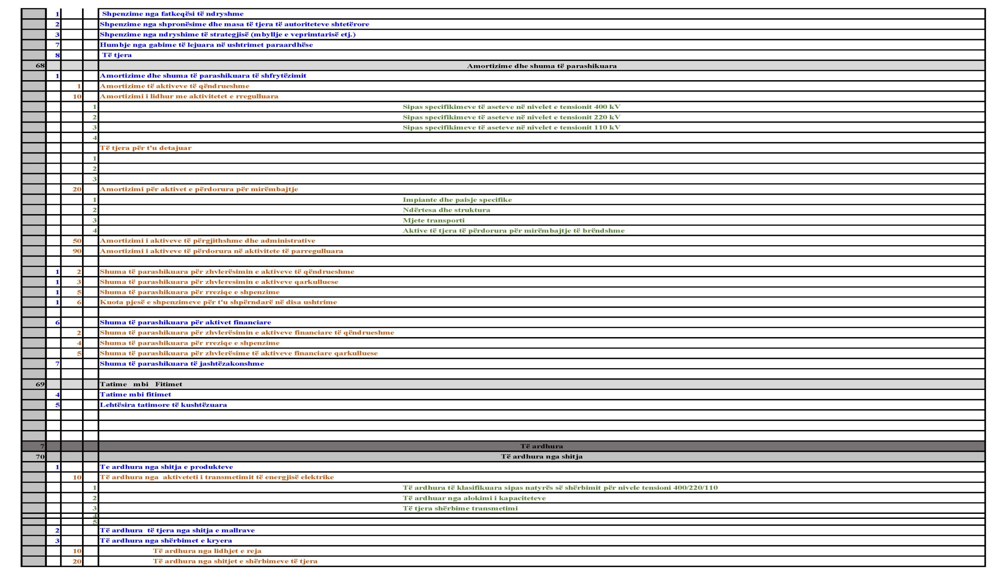 1 Shpenzime nga fatkeqësi të ndryshme
2 Shpenzime nga shpronësime dhe masa të tjera të autoriteteve shtetërore
3 Shpenzime nga ndryshime të strategjisë (mbyllje e veprimtarisë etj.)
7 Humbje nga gabime të lejuara në ushtrimet paraardhëse
8 Të tjera
68 Amortizime dhe shuma të parashikuara
1 Amortizime dhe shuma të parashikuara të shfrytëzimit
1 Amortizime të aktiveve të qëndrueshme
10 Amortizimi i lidhur me aktivitetet e rregulluara
1 Sipas specifikimeve të aseteve në nivelet e tensionit 400 kV
2 Sipas specifikimeve të aseteve në nivelet e tensionit 220 kV
3 Sipas specifikimeve të aseteve në nivelet e tensionit 110 kV
4
Të tjera për t'u detajuar
1
2
3
20 Amortizimi për aktivet e përdorura për mirëmbajtje
1 Impiante dhe paisje specifike
2 Ndërtesa dhe struktura
3 Mjete transporti
4 Aktive të tjera të përdorura për mirëmbajtje të brëndshme
50 Amortizimi i aktiveve të përgjithshme dhe administrative
90 Amortizimi i aktiveve të përdorura në aktivitete të parregulluara
1 2 Shuma të parashikuara për zhvlerësimin e aktiveve të qëndrueshme
1 3 Shuma të parashikuara për zhvleresimin e aktiveve qarkulluese
1 5 Shuma të parashikuara për rreziqe e shpenzime
1 6 Kuota pjesë e shpenzimeve për t'u shpërndarë në disa ushtrime
6 Shuma të parashikuara për aktivet financiare
2 Shuma të parashikuara për zhvlerësimin e aktiveve financiare të qëndrueshme
4 Shuma të parashikuara për rreziqe e shpenzime
5 Shuma të parashikuara për zhvlerësime të aktiveve financiare qarkulluese
7 Shuma të parashikuara të jashtëzakonshme
69 Tatime mbi Fitimet
4 Tatime mbi fitimet
5 Lehtësira tatimore të kushtëzuara
7 Të ardhura
70 Të ardhura nga shitja
1 Te ardhura nga shitja e produkteve
10 Të ardhura nga aktiveteti i transmetimit të energjisë elektrike
1 Të ardhura të klasifikuara sipas natyrës së shërbimit për nivele tensioni 400/220/110
2 Të ardhuar nga alokimi i kapaciteteve
3 Të tjera shërbime transmetimi
4
5
2 Të ardhura të tjera nga shitja e mallrave
3 Të ardhura nga shërbimet e kryera
10 Të ardhura nga lidhjet e reja
20 Të ardhura nga shitjet e shërbimeve të tjera